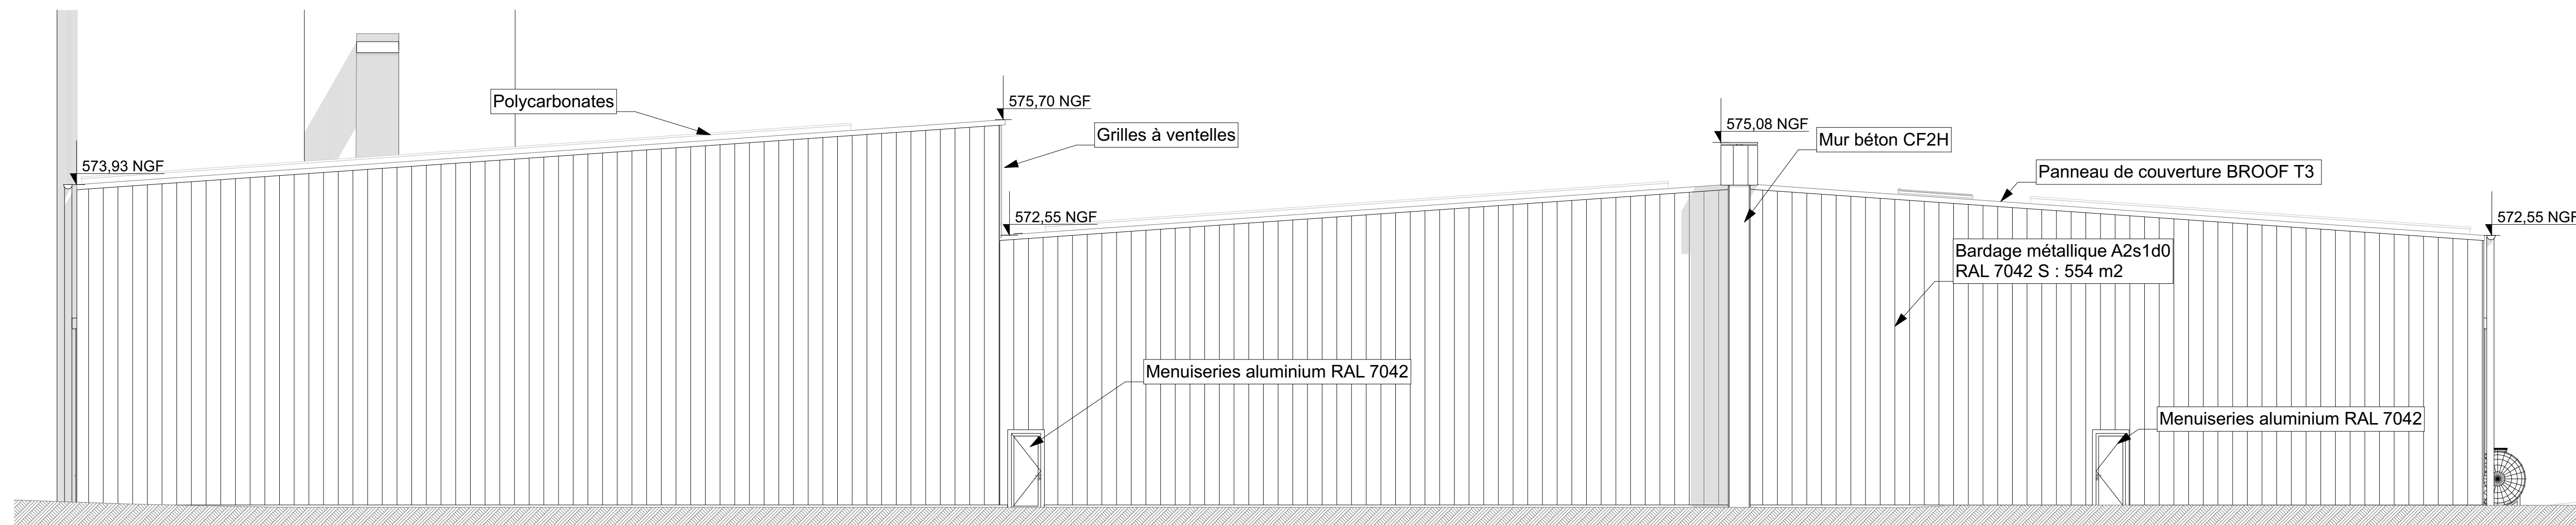 Polycarbonates
575,70 NGF
575,08 NGF
Grilles à ventelles
Mur béton CF2H
573,93 NGF
Panneau de couverture BROOF T3
572,55 NGF
572,55 NGF
Bardage métallique A2s1d0
RAL 7042 S : 554 m2
Menuiseries aluminium RAL 7042
Menuiseries aluminium RAL 7042